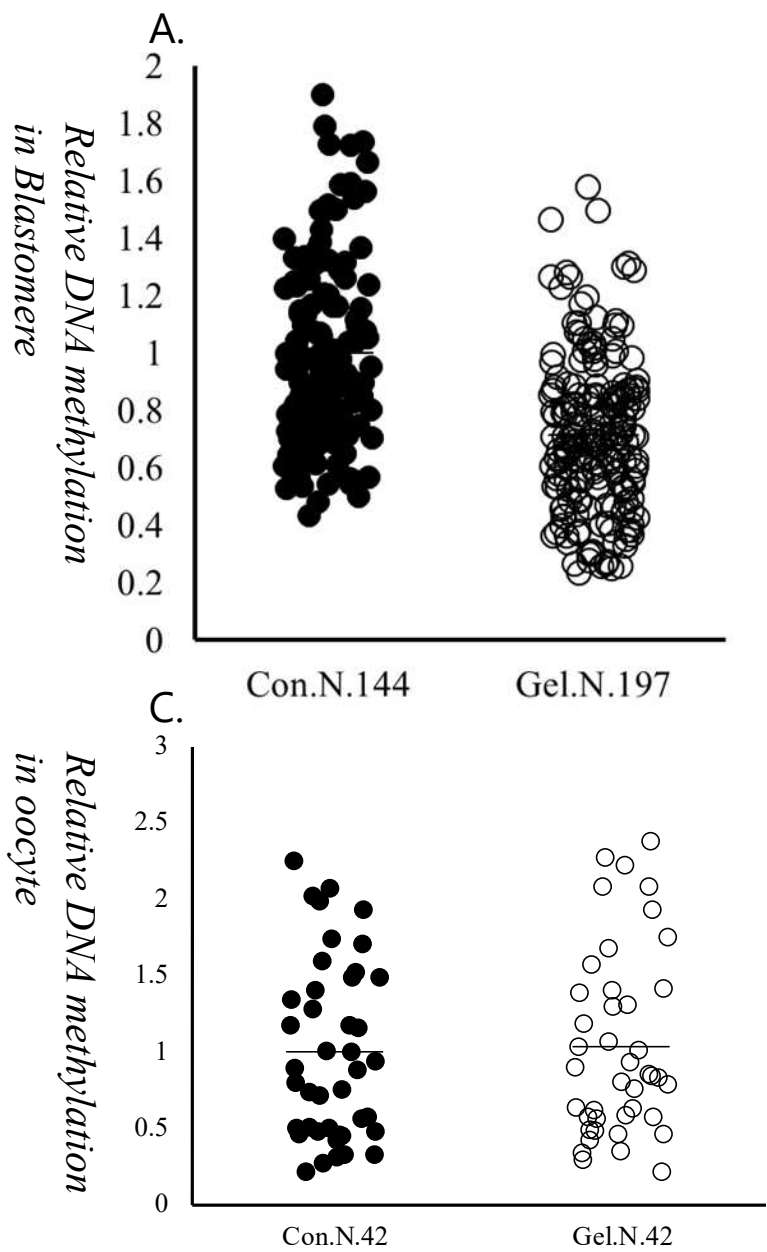 A.
Relative DNA methylation
in Blastomere
2
1.8
1.6
1.4
1.2
1
0.8
0.6
0.4
0.2
0
Con.N.144
Gel.N.197
C.
Relative DNA methylation
in oocyte
3
2.5
2
1.5
1
0.5
0
Con.N.42
Gel.N.42